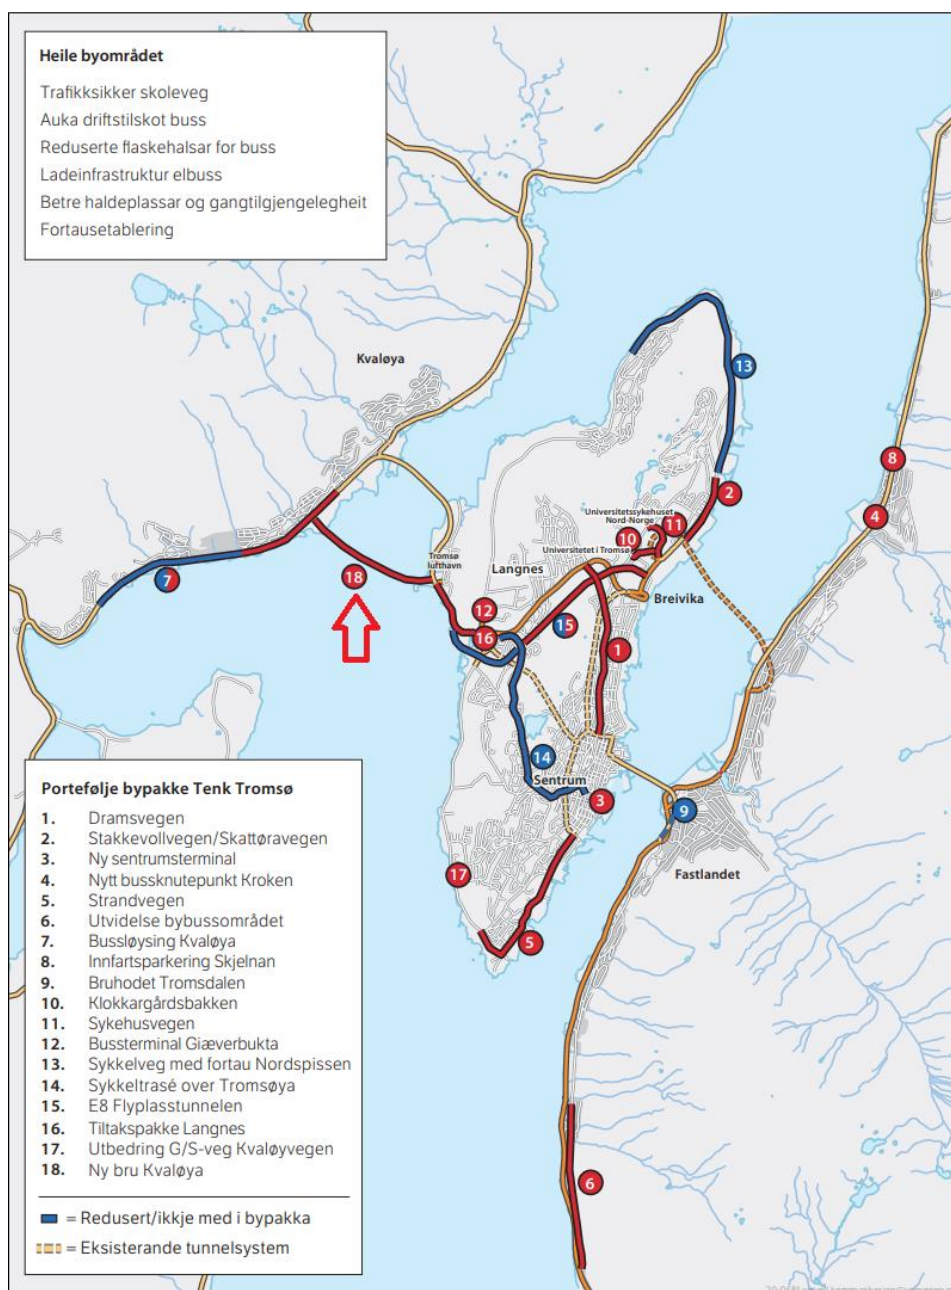 Heile byområdet
Trafikksikker skoleveg
Auka driftstilskot buss
Reduserte flaskehalsar for buss
Ladeinfrastruktur elbuss
Betre haldeplassar og gangtilgjengelegheit
Fortausetablering
Kvaløya
13
8
2
4
Universitetssykehuset
Nord-Norge
11
10
Universitetet i Tromsø
Tromsø
lufthavn
Langnes
7
18
Breivika
12
15
16
1
14
Sentrum
3
9
Fastlandet
17
5
6
Portefølje bypakke Tenk Tromsø
1. Dramsvegen
2. Stakkevollvegen/Skattøravegen
3. Ny sentrumsterminal
4. Nytt bussknutepunkt Kroken
5. Strandvegen
6. Utvidelse bybussområdet
7. Bussløysing Kvaløya
8. Innfartsparkering Skjelnan
9. Bruhodet Tromsdalen
10. Klokkargårdsbakken
11. Sykehusvegen
12. Bussterminal Giæverbukta
13. Sykkelveg med fortau Nordspissen
14. Sykkeltrasé over Tromsøya
15. E8 Flyplasstunnelen
16. Tiltakspakke Langnes
17. Utbedring G/S-veg Kvaløyvegen
18. Ny bru Kvaløya
= Redusert/ikkje med i bypakka
= Eksisterande tunnelsystem